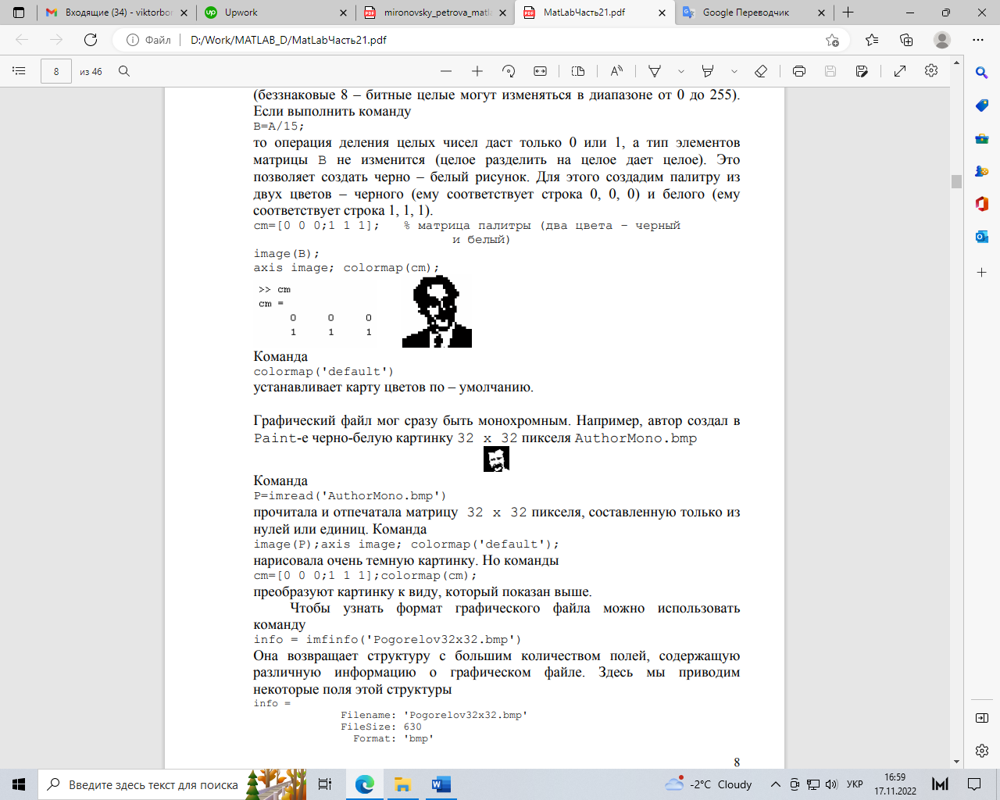 Входящие (34) - viktorbor
Upwork
mironovsky_petrova_matl
MatLabЧасть21.pdf
Google Переводчик
Файл
D:/Work/MATLAB_D/MatLabЧасть21.pdf
8
из 46
(беззнаковые 8 – битные целые могут изменяться в диапазоне от 0 до 255).
Если выполнить команду
B=A/15;
то операция деления целых чисел даст только 0 или 1, а тип элементов
матрицы B не изменится (целое разделить на целое дает целое). Это
позволяет создать черно – белый рисунок. Для этого создадим палитру из
двух цветов – черного (ему соответствует строка 0, 0, 0) и белого (ему
соответствует строка 1, 1, 1).
cm=[0 0 0;1 1 1]; % матрица палитры (два цвета – черный
и белый)
image(B);
axis image; colormap(cm);
>> cm
cm =
0 0 0
1 1 1
Команда
colormap('default')
устанавливает карту цветов по – умолчанию.
Графический файл мог сразу быть монохромным. Например, автор создал в
Paint-е черно-белую картинку 32 x 32 пикселя AuthorMono.bmp
Команда
P=imread('AuthorMono.bmp')
прочитала и отпечатала матрицу 32 x 32 пикселя, составленную только из
нулей или единиц. Команда
image(P);axis image; colormap('default');
нарисовала очень темную картинку. Но команды
cm=[0 0 0;1 1 1];colormap(cm);
преобразуют картинку к виду, который показан выше.
Чтобы узнать формат графического файла можно использовать
команду
info = imfinfo('Pogorelov32x32.bmp')
Она возвращает структуру с большим количеством полей, содержащую
различную информацию о графическом файле. Здесь мы приводим
некоторые поля этой структуры
info =
Filename: 'Pogorelov32x32.bmp'
FileSize: 630
Format: 'bmp'
8
Введите здесь текст для поиска
-2°C Cloudy
УКР
16:59
17.11.2022